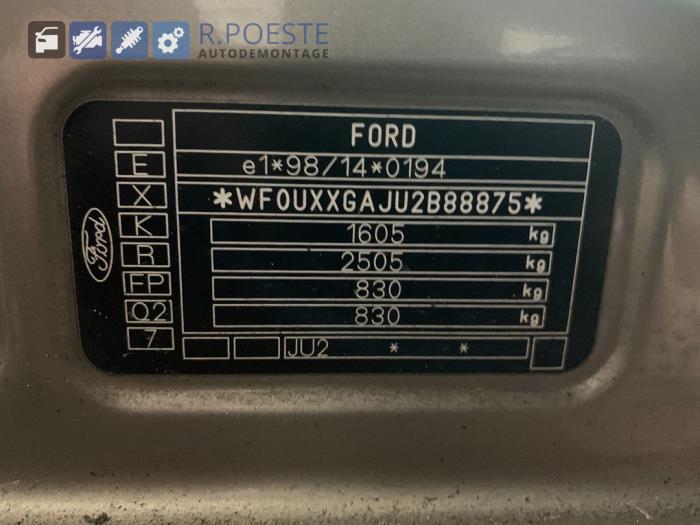 R.POESTE
AUTODEMONTAGE
FORD
E
e1*98/14*0194
X
*WF0UXXGAJU2B88875*
K
1605 kg
Ford
R
2505 kg
FP
830 kg
Q2
830 kg
7
JU2 * *